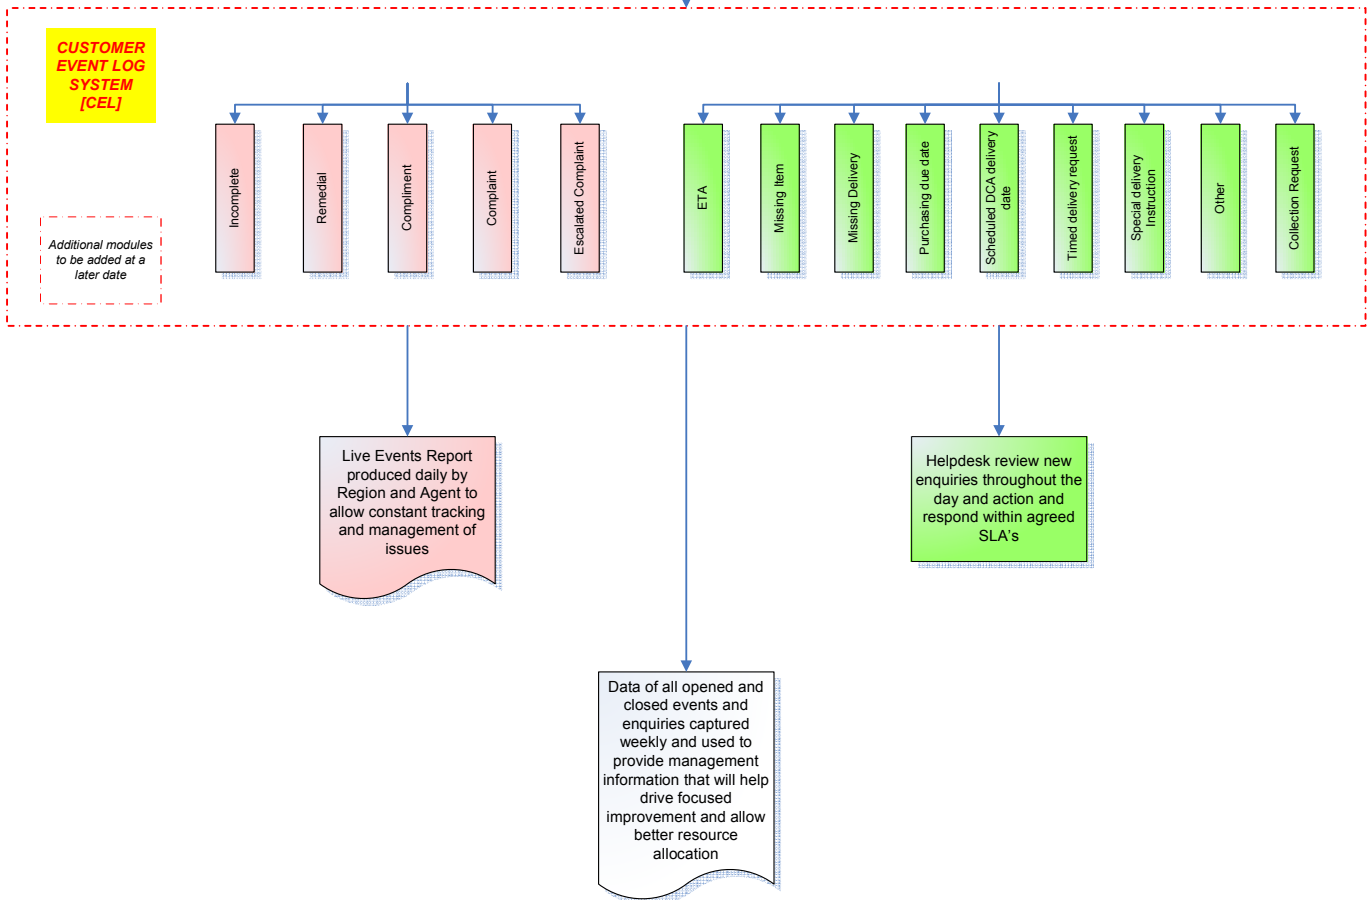 CUSTOMER
EVENT LOG
SYSTEM
[CEL]
Additional modules
to be added at a
later date
Incomplete
Remedial
Compliment
Complaint
Escalated Complaint
ETA
Missing Item
Missing Delivery
Purchasing due date
Scheduled DCA delivery
date
Timed delivery request
Special delivery
Instruction
Other
Collection Request
Live Events Report
produced daily by
Region and Agent to
allow constant tracking
and management of
issues
Helpdesk review new
enquiries throughout the
day and action and
respond within agreed
SLA's
Data of all opened and
closed events and
enquiries captured
weekly and used to
provide management
information that will help
drive focused
improvement and allow
better resource
allocation